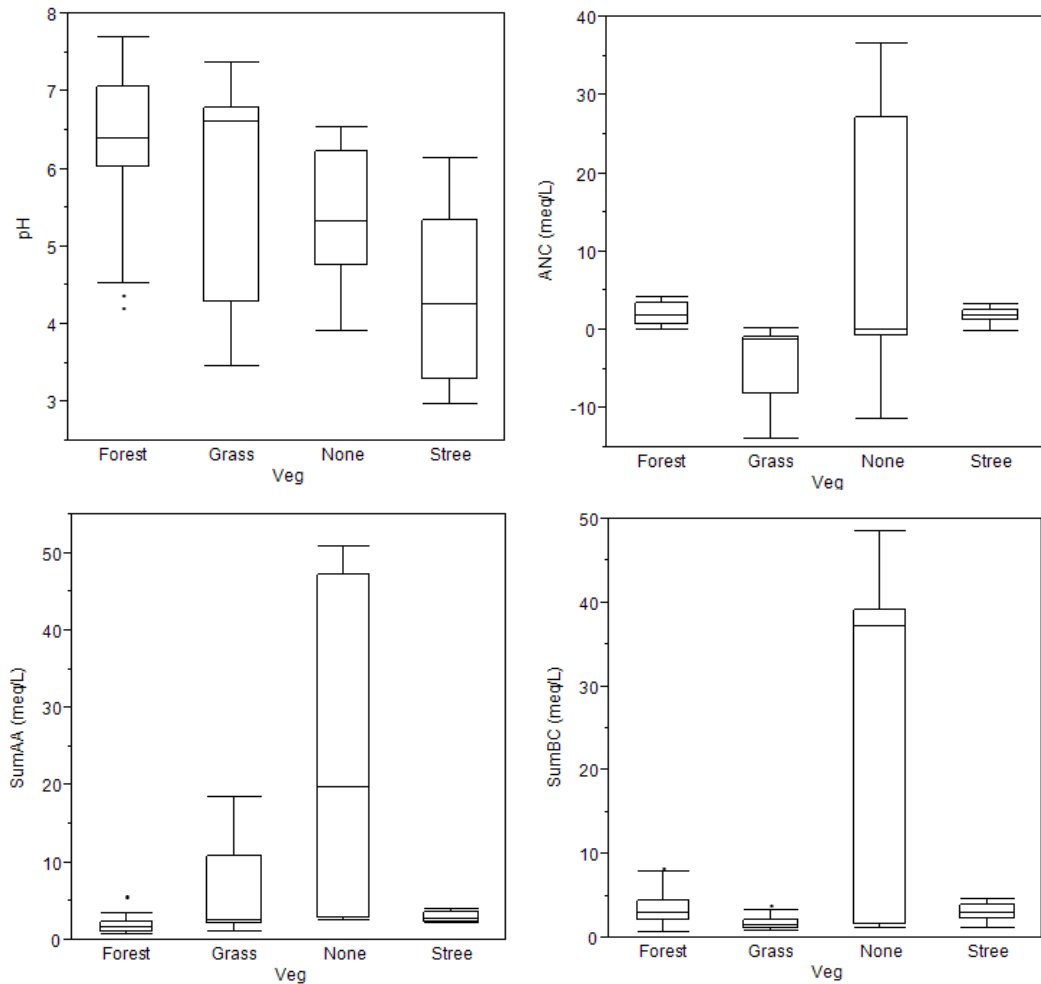 8
7
6
5
4
3
pH
Forest Grass None Stree
Veg
40
30
20
10
0
-10
ANC (meq/L)
Forest Grass None Stree
Veg
50
40
30
20
10
0
SumAA (meq/L)
Forest Grass None Stree
Veg
50
40
30
20
10
0
SumBC (meq/L)
Forest Grass None Stree
Veg